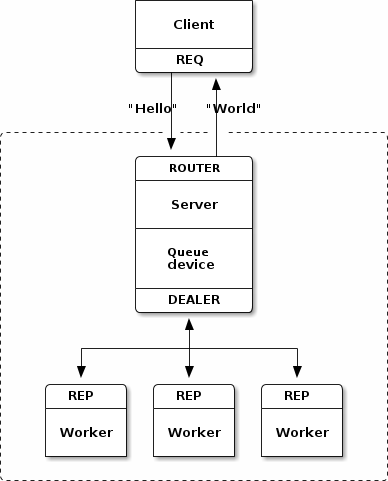 Client
REQ
"Hello" "World"
ROUTER
Server
Queue
device
DEALER
REP REP REP
Worker Worker Worker